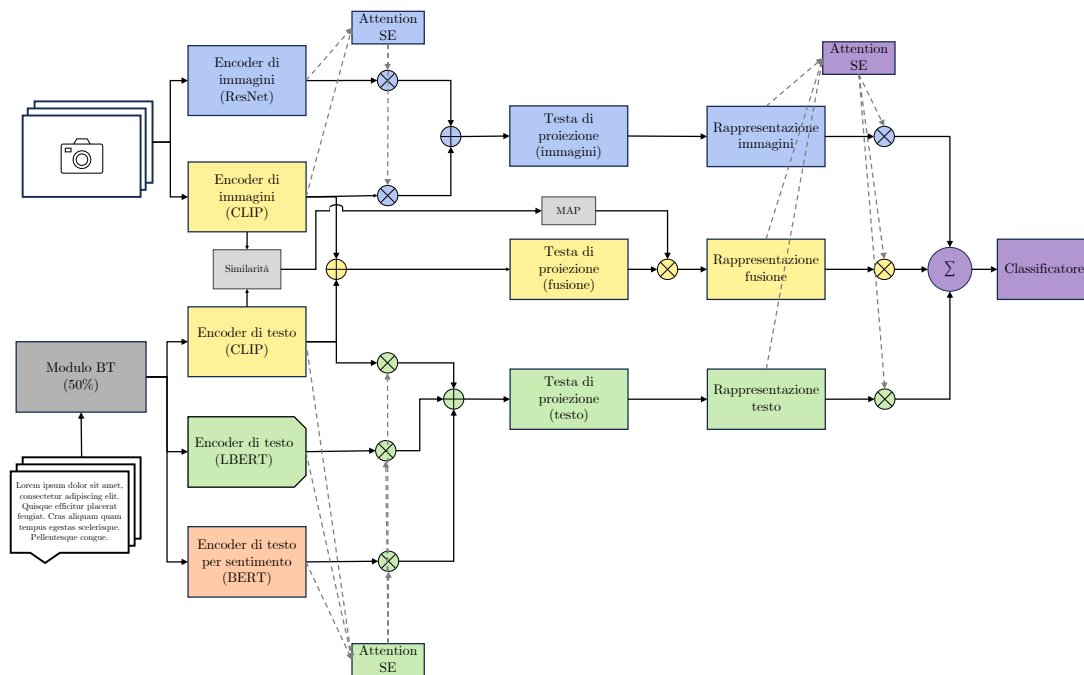 Attention
SE
Encoder di
immagini
(ResNet)
Attention
SE
Testa di
proiezione
(immagini)
Rappresentazione
immagini
Encoder di
immagini
(CLIP)
MAP
Similarità
Testa di
proiezione
(fusione)
Rappresentazione
fusione
Σ
Classificatore
Encoder di testo
(CLIP)
Modulo BT
(50%)
Testa di
proiezione
(testo)
Rappresentazione
testo
Encoder di testo
(LBERT)
Lorem ipsum dolor sit amet,
consectetur adipiscing elit.
Quisque efficitur placerat
feugiat. Cras aliquam quam
tempus egestas scelerisque.
Pellentesque congue.
Encoder di testo
per sentimento
(BERT)
Attention
SE